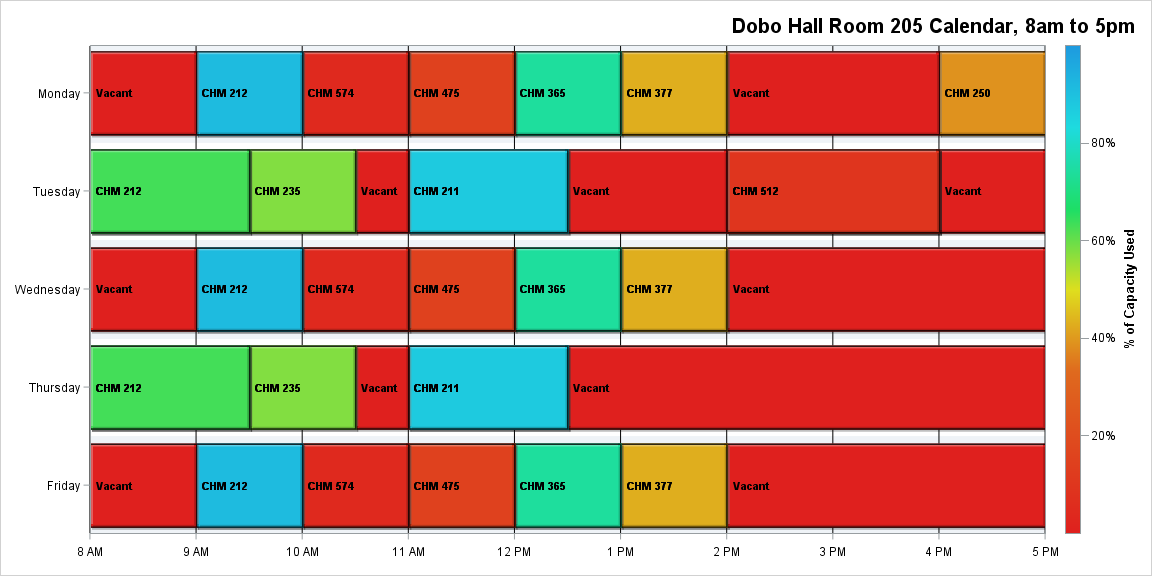 Dobo Hall Room 205 Calendar, 8am to 5pm
Monday
Vacant
CHM 212
CHM 574
CHM 475
CHM 365
CHM 377
Vacant
CHM 250
Tuesday
CHM 212
CHM 235
Vacant
CHM 211
Vacant
CHM 512
Vacant
Wednesday
Vacant
CHM 212
CHM 574
CHM 475
CHM 365
CHM 377
Vacant
Thursday
CHM 212
CHM 235
Vacant
CHM 211
Vacant
Friday
Vacant
CHM 212
CHM 574
CHM 475
CHM 365
CHM 377
Vacant
8 AM
9 AM
10 AM
11 AM
12 PM
1 PM
2 PM
3 PM
4 PM
5 PM
80%
60%
40%
20%
% of Capacity Used